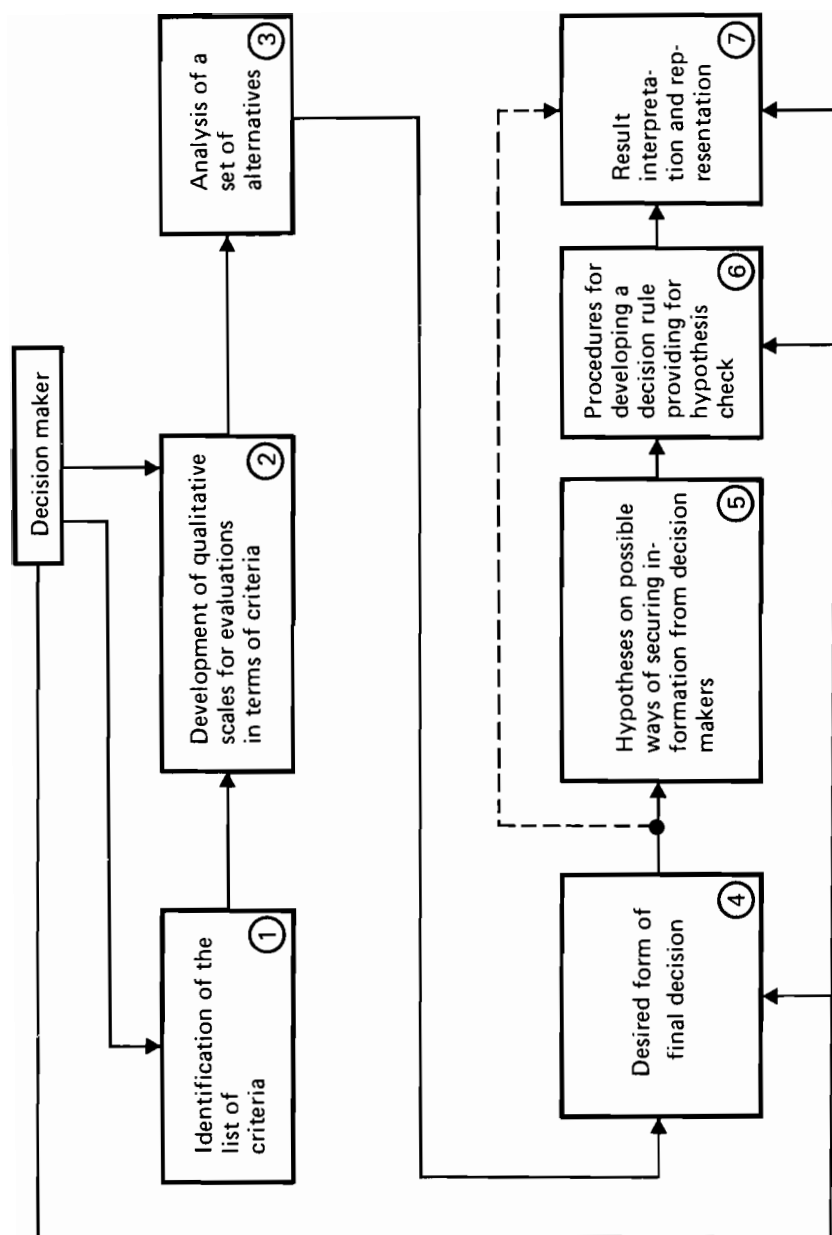 Decision maker
Identification of the
list of
criteria
1
Development of qualitative
scales for evaluations
in terms of criteria
2
Analysis of a
set of
alternatives
3
Desired form of
final decision
4
Hypotheses on possible
ways of securing in-
formation from decision
makers
5
Procedures for
developing a
decision rule
providing for
hypothesis
check
6
Result
interpreta-
tion and rep-
resentation
7